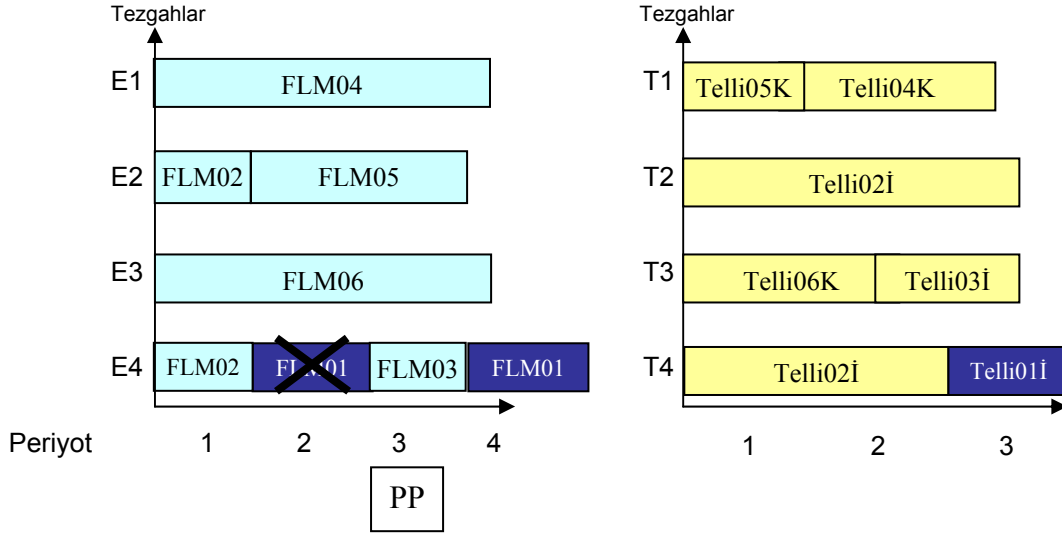 Tezgahlar
E1 FLM04
E2 FLM02 FLM05
E3 FLM06
E4 FLM02 FLM01 FLM03 FLM01
Periyot 1 2 3 4
PP
Tezgahlar
T1 Telli05K Telli04K
T2 Telli02İ
T3 Telli06K Telli03İ
T4 Telli02İ Telli01İ
1 2 3